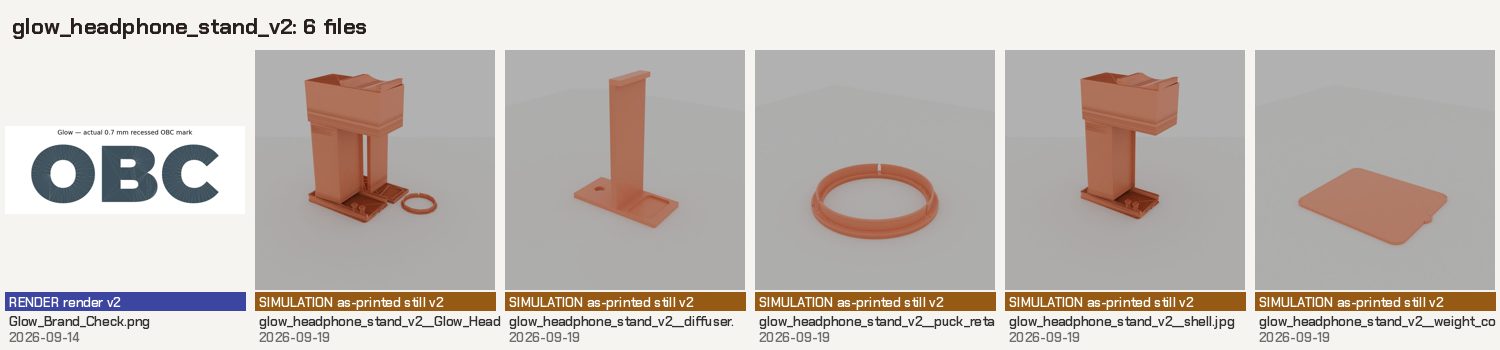 glow_headphone_stand_v2: 6 files
Glow — actual 0.7 mm recessed OBC mark
OBC
RENDER render v2
Glow_Brand_Check.png
2026-09-14
SIMULATION as-printed still v2
glow_headphone_stand_v2__Glow_Head
2026-09-19
SIMULATION as-printed still v2
glow_headphone_stand_v2__diffuser.
2026-09-19
SIMULATION as-printed still v2
glow_headphone_stand_v2__puck_reta
2026-09-19
SIMULATION as-printed still v2
glow_headphone_stand_v2__shell.jpg
2026-09-19
SIMULATION as-printed still v2
glow_headphone_stand_v2__weight_co
2026-09-19